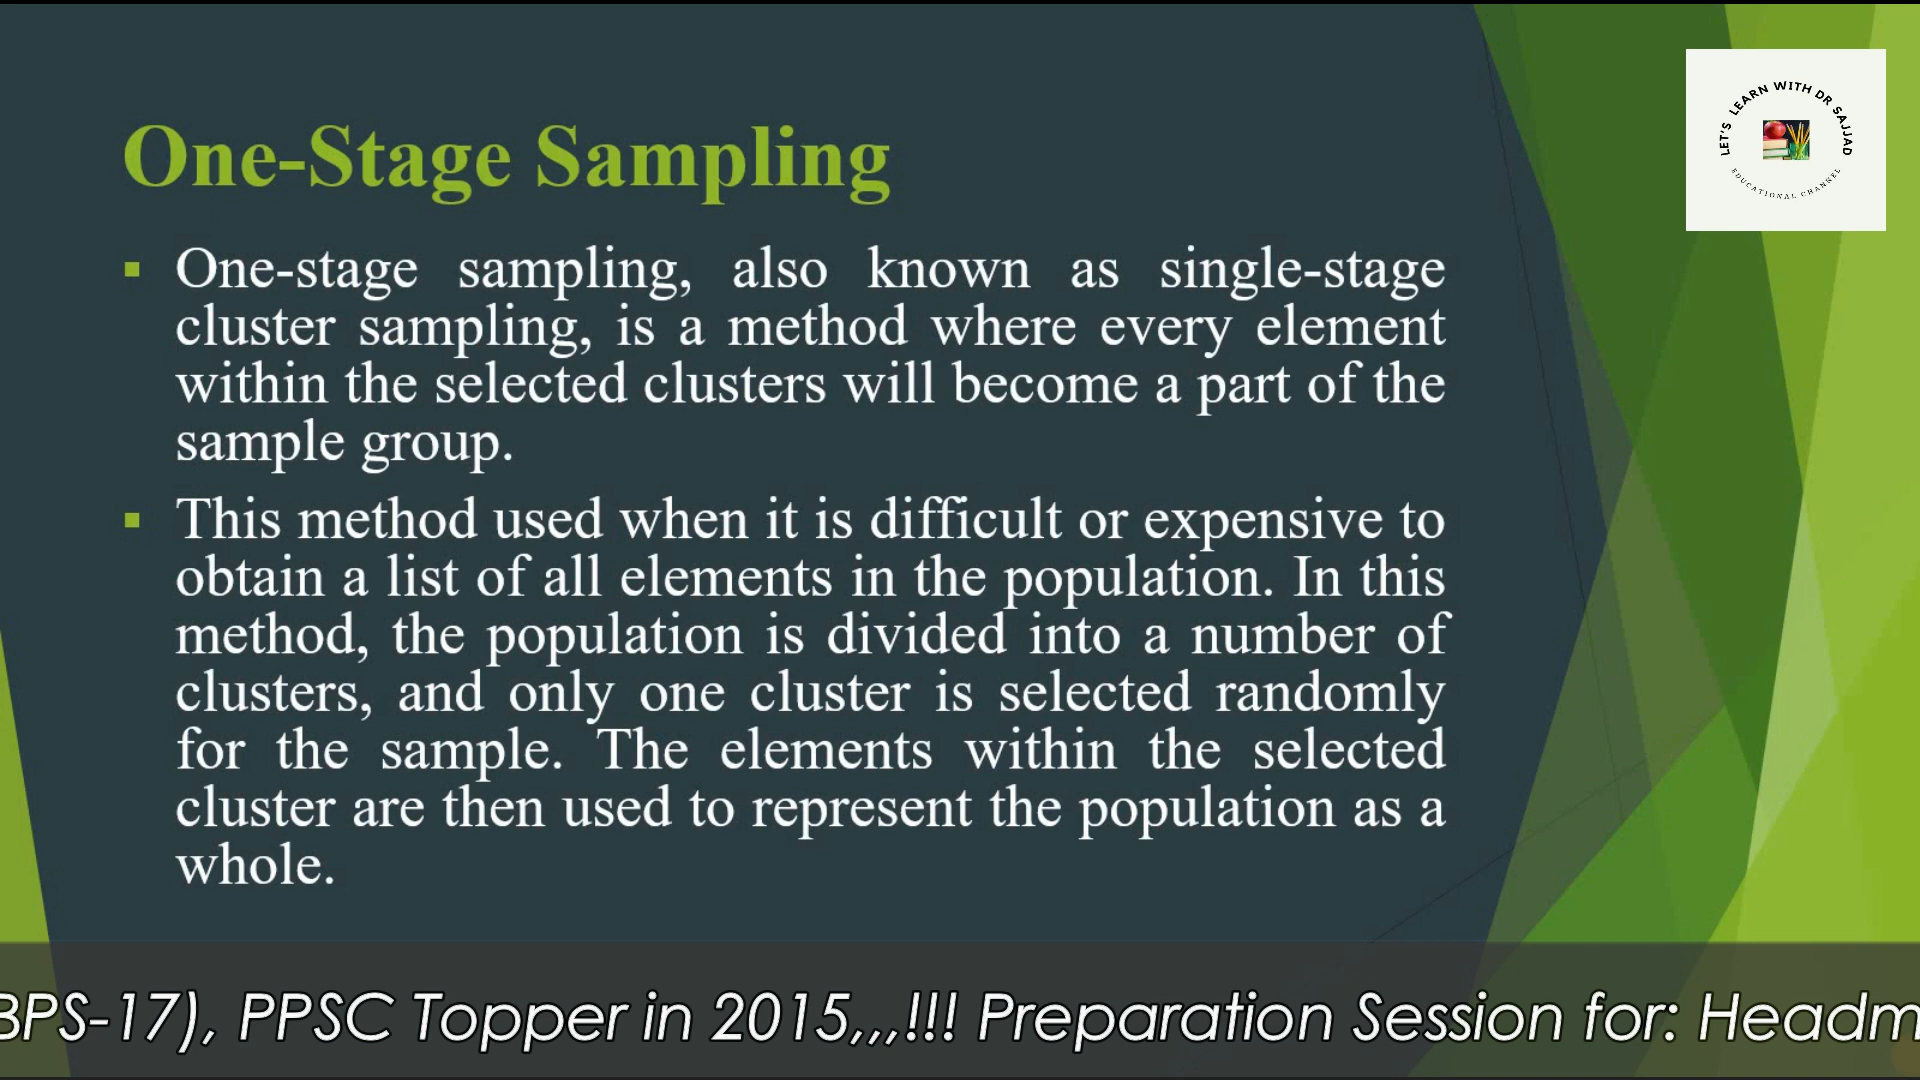 One-Stage Sampling
LET'S LEARN WITH DR SAJJAD
EDUCATIONAL CHANNEL
▪ One-stage sampling, also known as single-stage
cluster sampling, is a method where every element
within the selected clusters will become a part of the
sample group.
▪ This method used when it is difficult or expensive to
obtain a list of all elements in the population. In this
method, the population is divided into a number of
clusters, and only one cluster is selected randomly
for the sample. The elements within the selected
cluster are then used to represent the population as a
whole.
BPS-17), PPSC Topper in 2015,,,!!! Preparation Session for: Headm